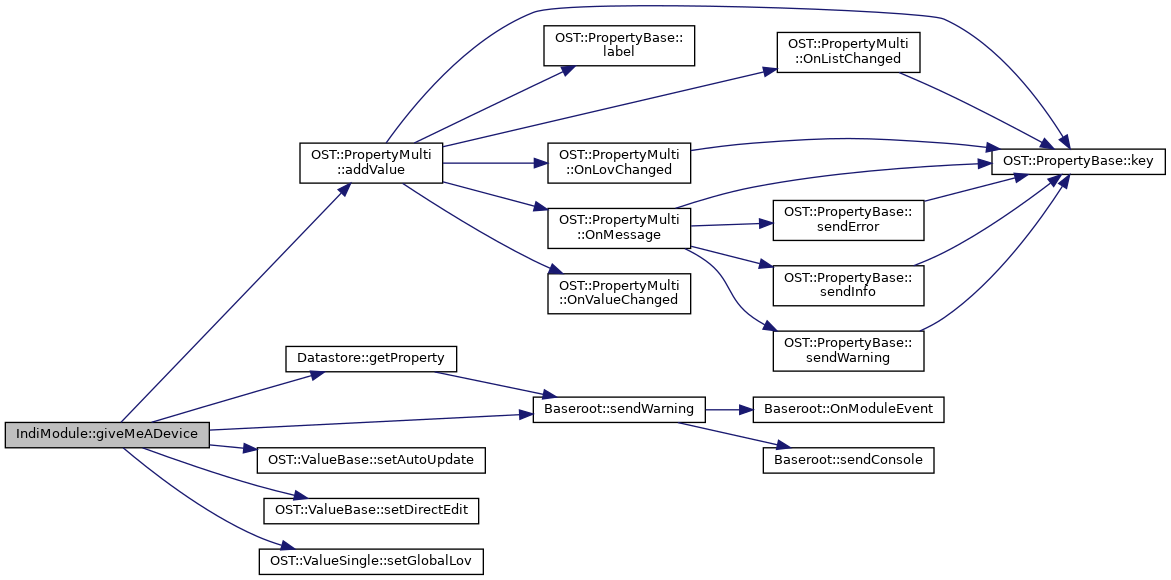 OST::PropertyBase::
label
OST::PropertyMulti
::OnListChanged
OST::PropertyMulti
::addValue
OST::PropertyMulti
::OnLovChanged
OST::PropertyBase::key
OST::PropertyMulti
::OnMessage
OST::PropertyBase::
sendError
OST::PropertyBase::
sendInfo
OST::PropertyMulti
::OnValueChanged
OST::PropertyBase::
sendWarning
Datastore::getProperty
Baseroot::sendWarning
Baseroot::OnModuleEvent
IndiModule::giveMeADevice
OST::ValueBase::setAutoUpdate
Baseroot::sendConsole
OST::ValueBase::setDirectEdit
OST::ValueSingle::setGlobalLov